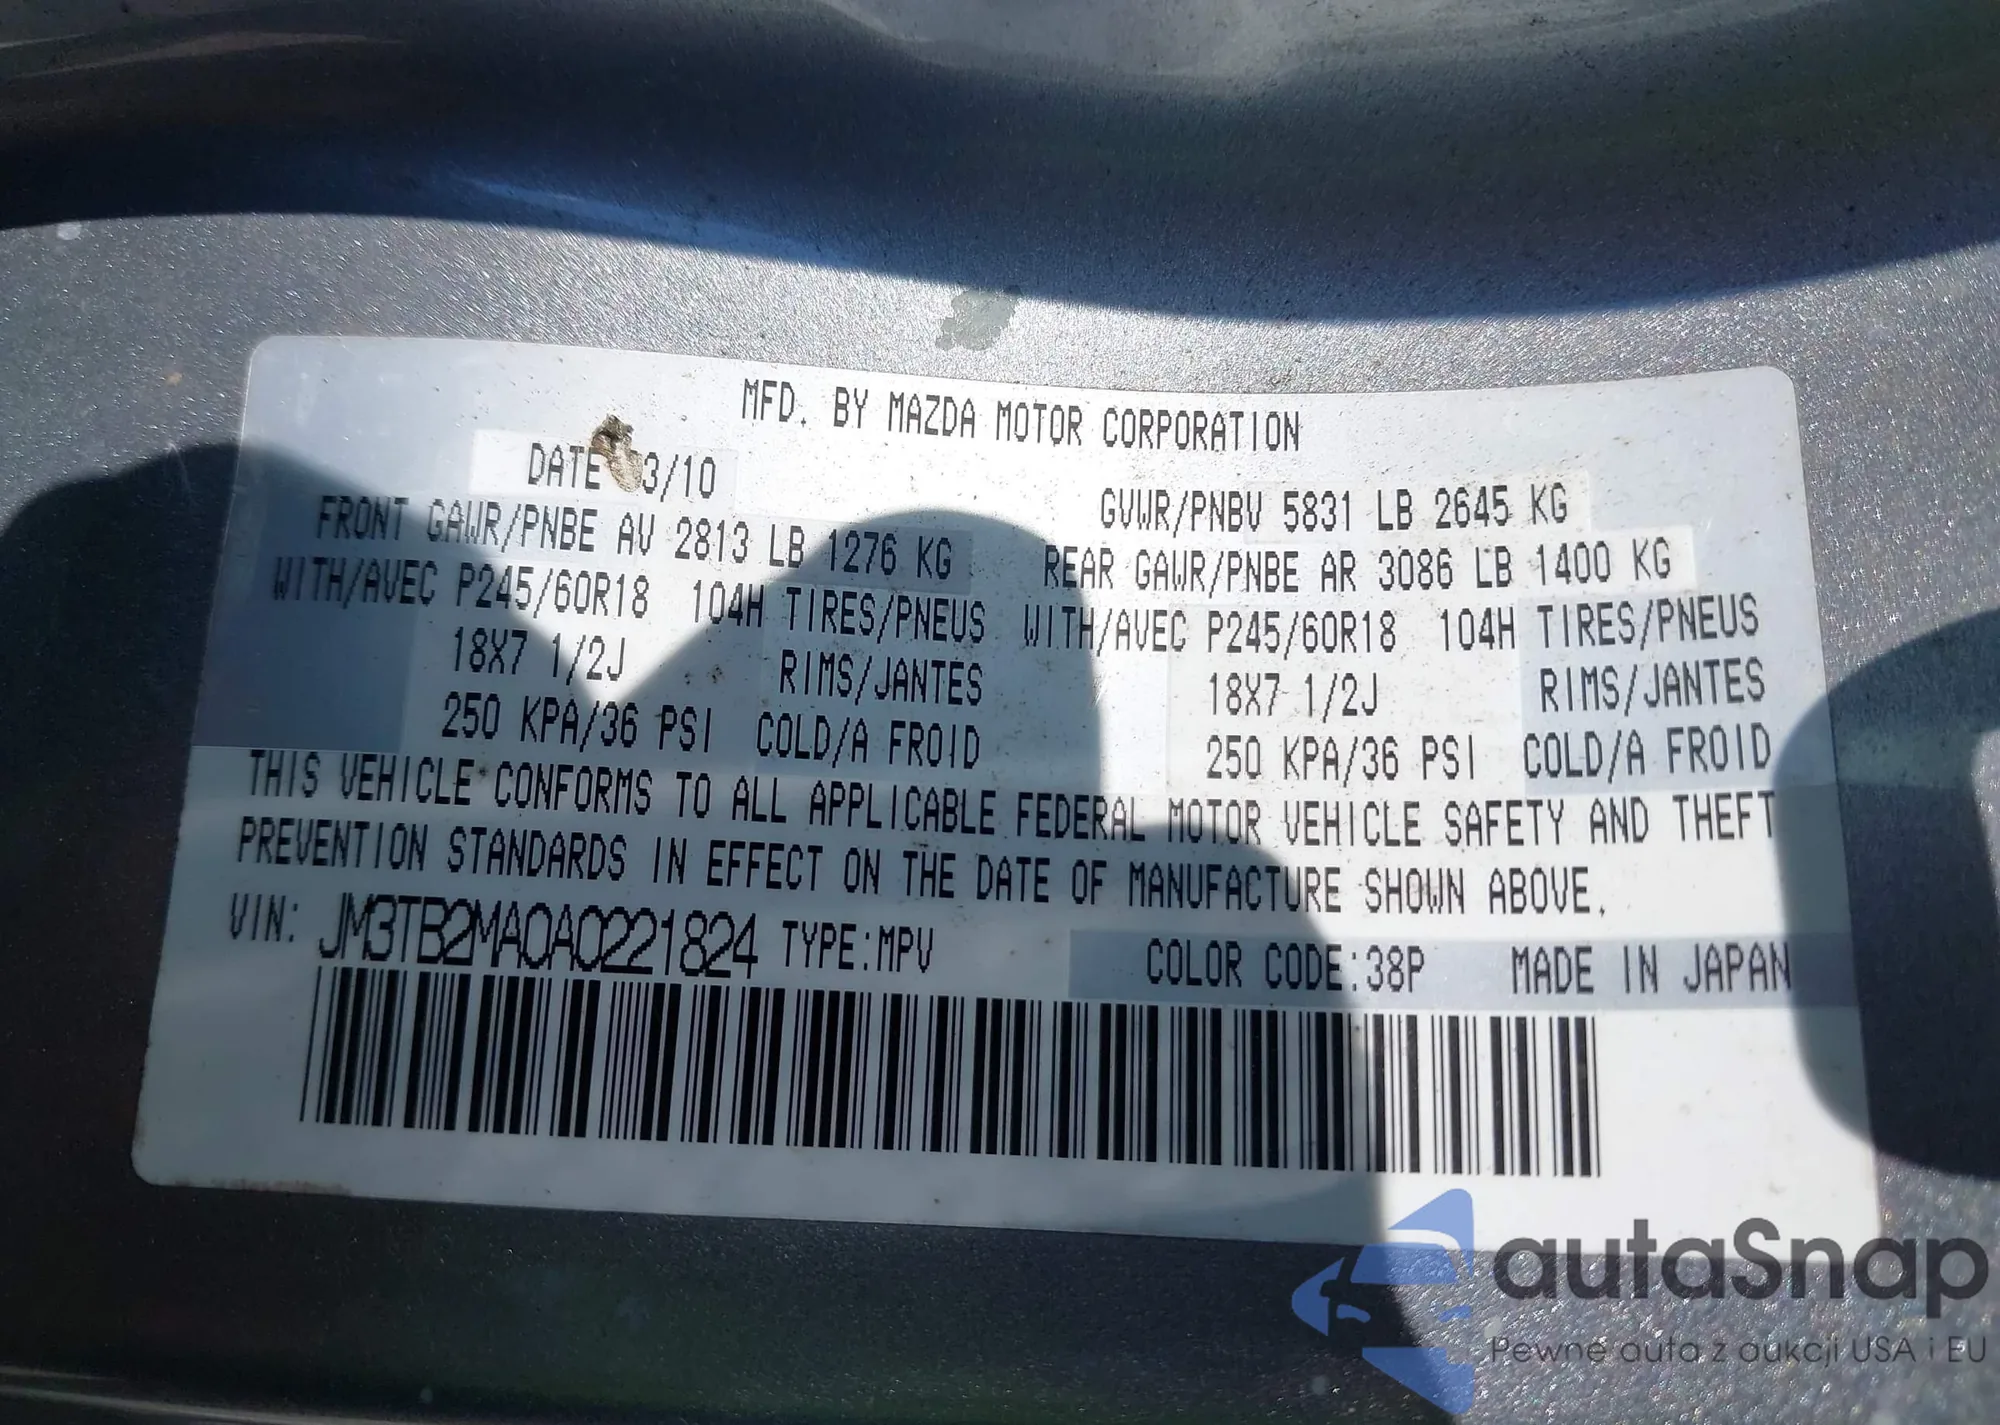 MFD. BY MAZDA MOTOR CORPORATION
DATE 3/10
GVWR/PNBV 5831 LB 2645 KG
FRONT GAWR/PNBE AV 2813 LB 1276 KG
REAR GAWR/PNBE AR 3086 LB 1400 KG
WITH/AVEC P245/60R18 104H TIRES/PNEUS
WITH/AVEC P245/60R18 104H TIRES/PNEUS
18X7 1/2J RIMS/JANTES
18X7 1/2J RIMS/JANTES
250 KPA/36 PSI COLD/A FROID
250 KPA/36 PSI COLD/A FROID
THIS VEHICLE CONFORMS TO ALL APPLICABLE FEDERAL MOTOR VEHICLE SAFETY AND THEFT
PREVENTION STANDARDS IN EFFECT ON THE DATE OF MANUFACTURE SHOWN ABOVE.
VIN: JM3TB2MA0A0221824 TYPE:MPV COLOR CODE:38P MADE IN JAPAN
autaSnap
Pewne auta z aukcji USA i EU